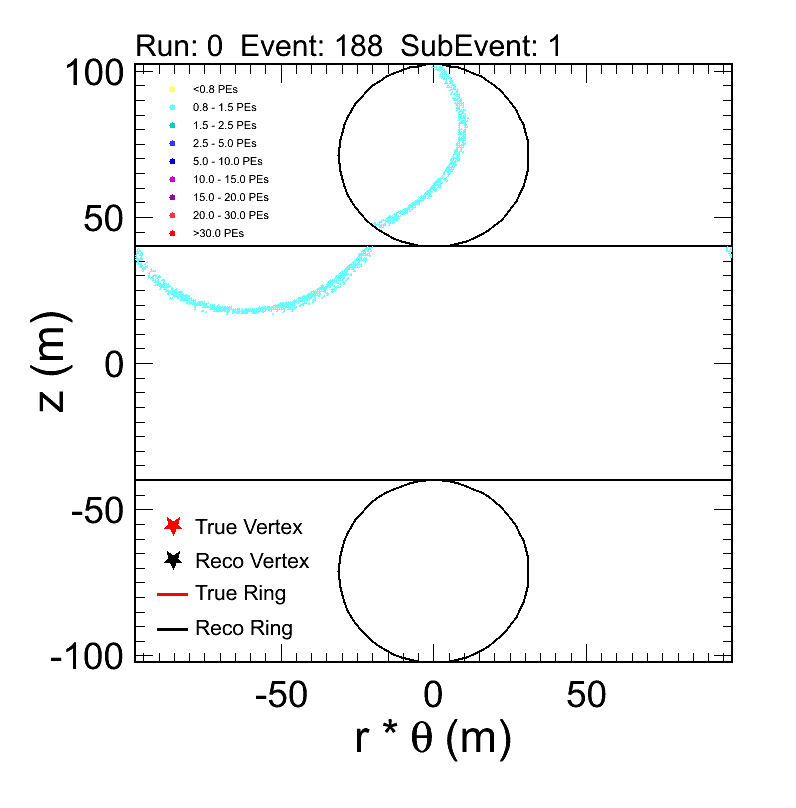 Run: 0  Event: 188  SubEvent: 1
100
<0.8 PEs
0.8 - 1.5 PEs
1.5 - 2.5 PEs
2.5 - 5.0 PEs
5.0 - 10.0 PEs
10.0 - 15.0 PEs
15.0 - 20.0 PEs
20.0 - 30.0 PEs
>30.0 PEs
50
0
z (m)
-50
True Vertex
Reco Vertex
True Ring
Reco Ring
-100
-50 0 50
r * θ (m)